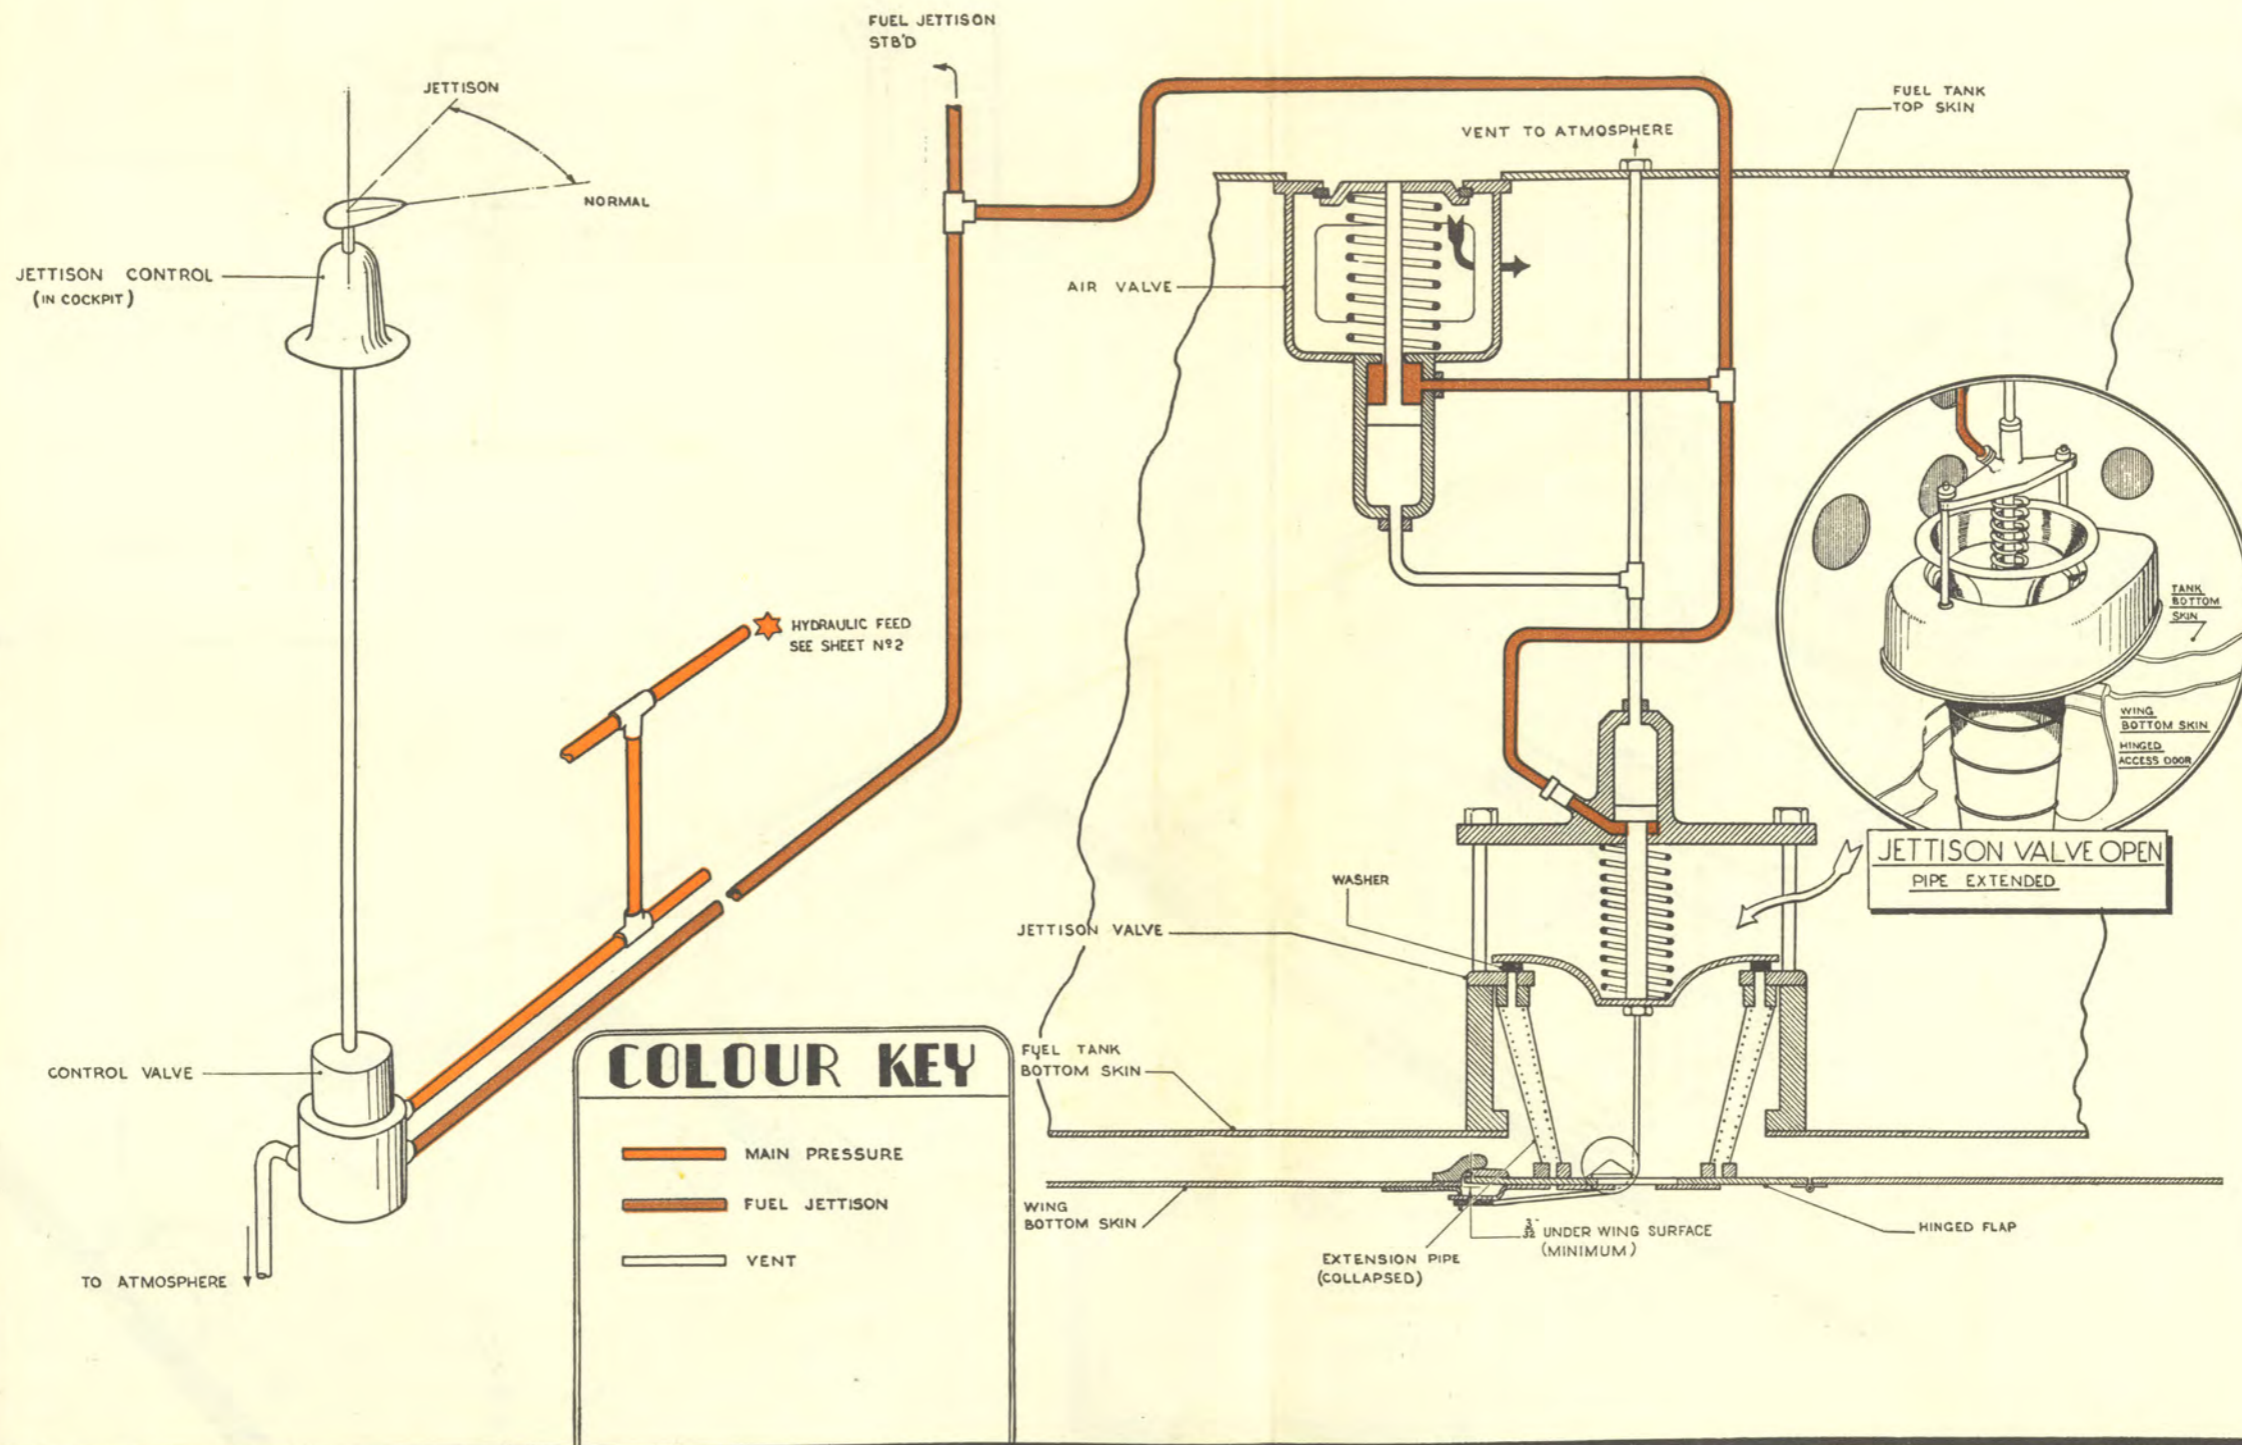 FUEL JETTISON
STB'D
JETTISON
NORMAL
JETTISON CONTROL
(IN COCKPIT)
VENT TO ATMOSPHERE
FUEL TANK
TOP SKIN
AIR VALVE
HYDRAULIC FEED
SEE SHEET Nº2
TANK
BOTTOM
SKIN
WING
BOTTOM SKIN
HINGED
ACCESS DOOR
JETTISON VALVE OPEN
PIPE EXTENDED
WASHER
JETTISON VALVE
CONTROL VALVE
TO ATMOSPHERE
COLOUR KEY
MAIN PRESSURE
FUEL JETTISON
VENT
FUEL TANK
BOTTOM SKIN
WING
BOTTOM SKIN
EXTENSION PIPE
(COLLAPSED)
3/32" UNDER WING SURFACE
(MINIMUM)
HINGED FLAP